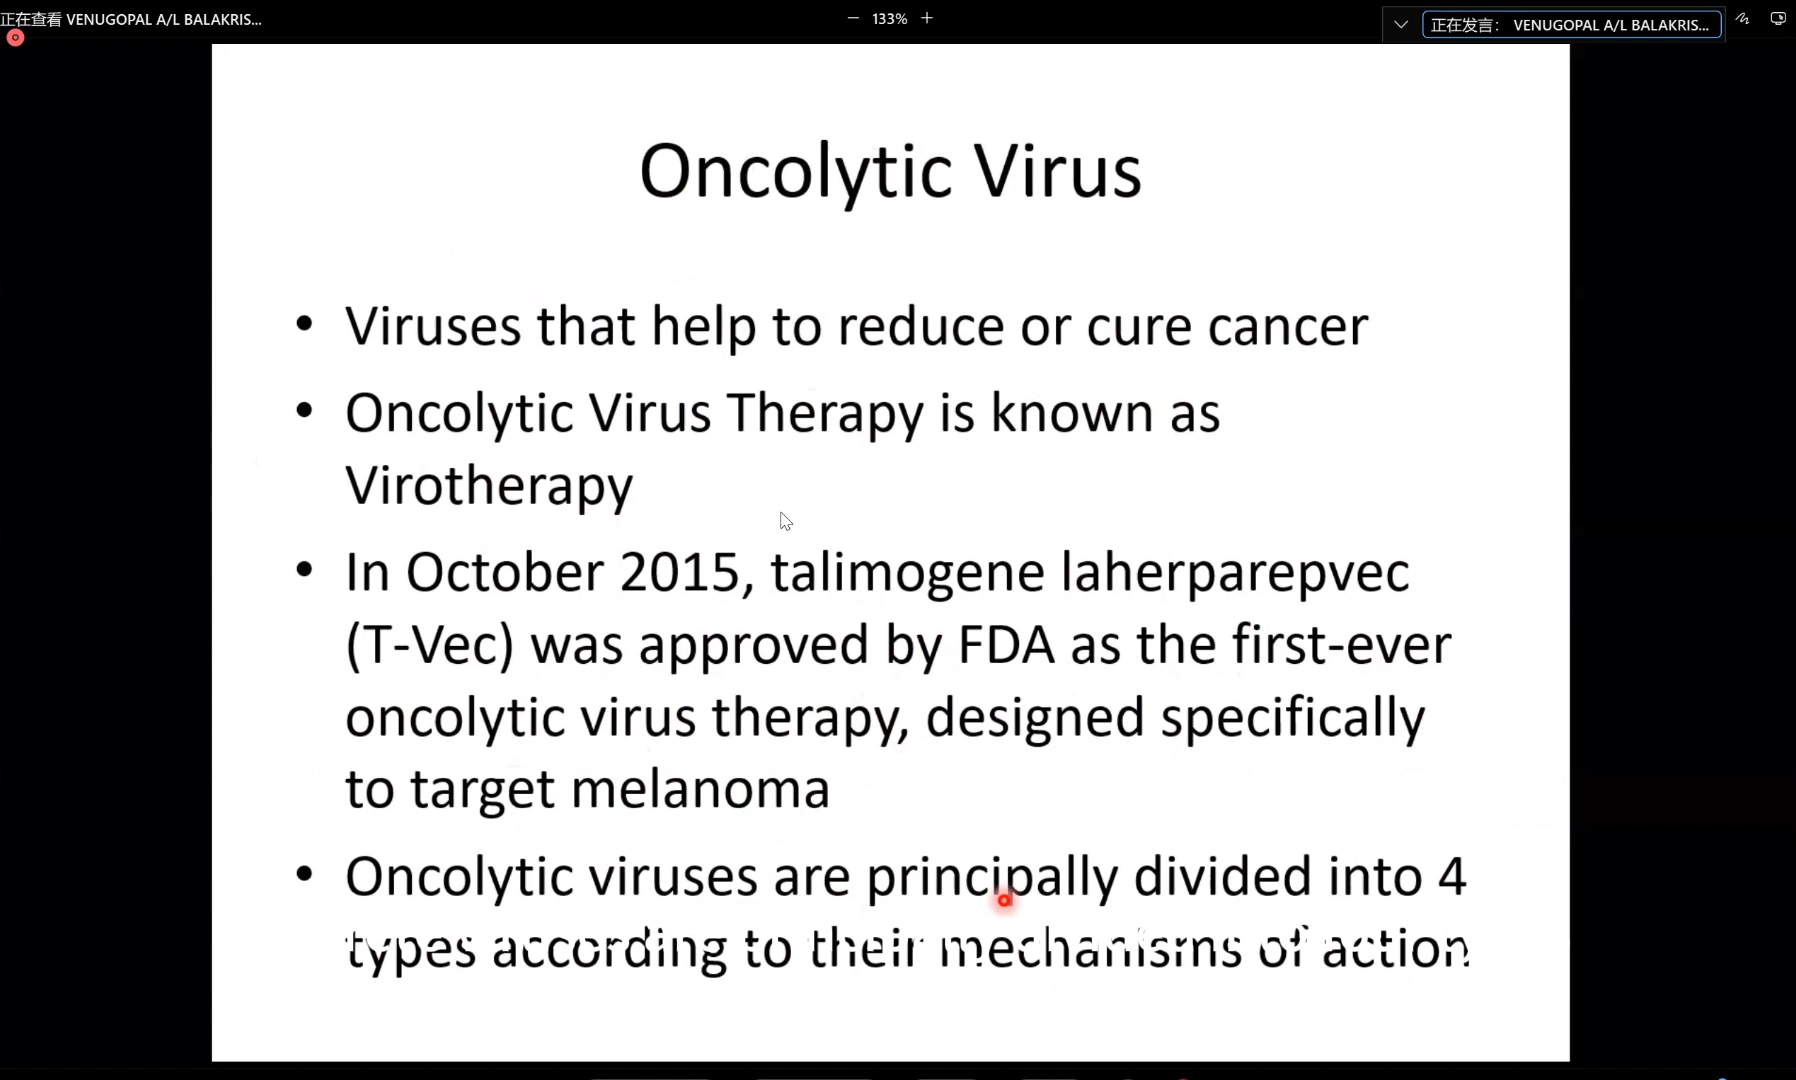 正在查看 VENUGOPAL A/L BALAKRIS...
133%
正在发言： VENUGOPAL A/L BALAKRIS...
Oncolytic Virus
• Viruses that help to reduce or cure cancer
• Oncolytic Virus Therapy is known as
Virotherapy
• In October 2015, talimogene laherparepvec
(T-Vec) was approved by FDA as the first-ever
oncolytic virus therapy, designed specifically
to target melanoma
• Oncolytic viruses are principally divided into 4
types according to their mechanisms of action